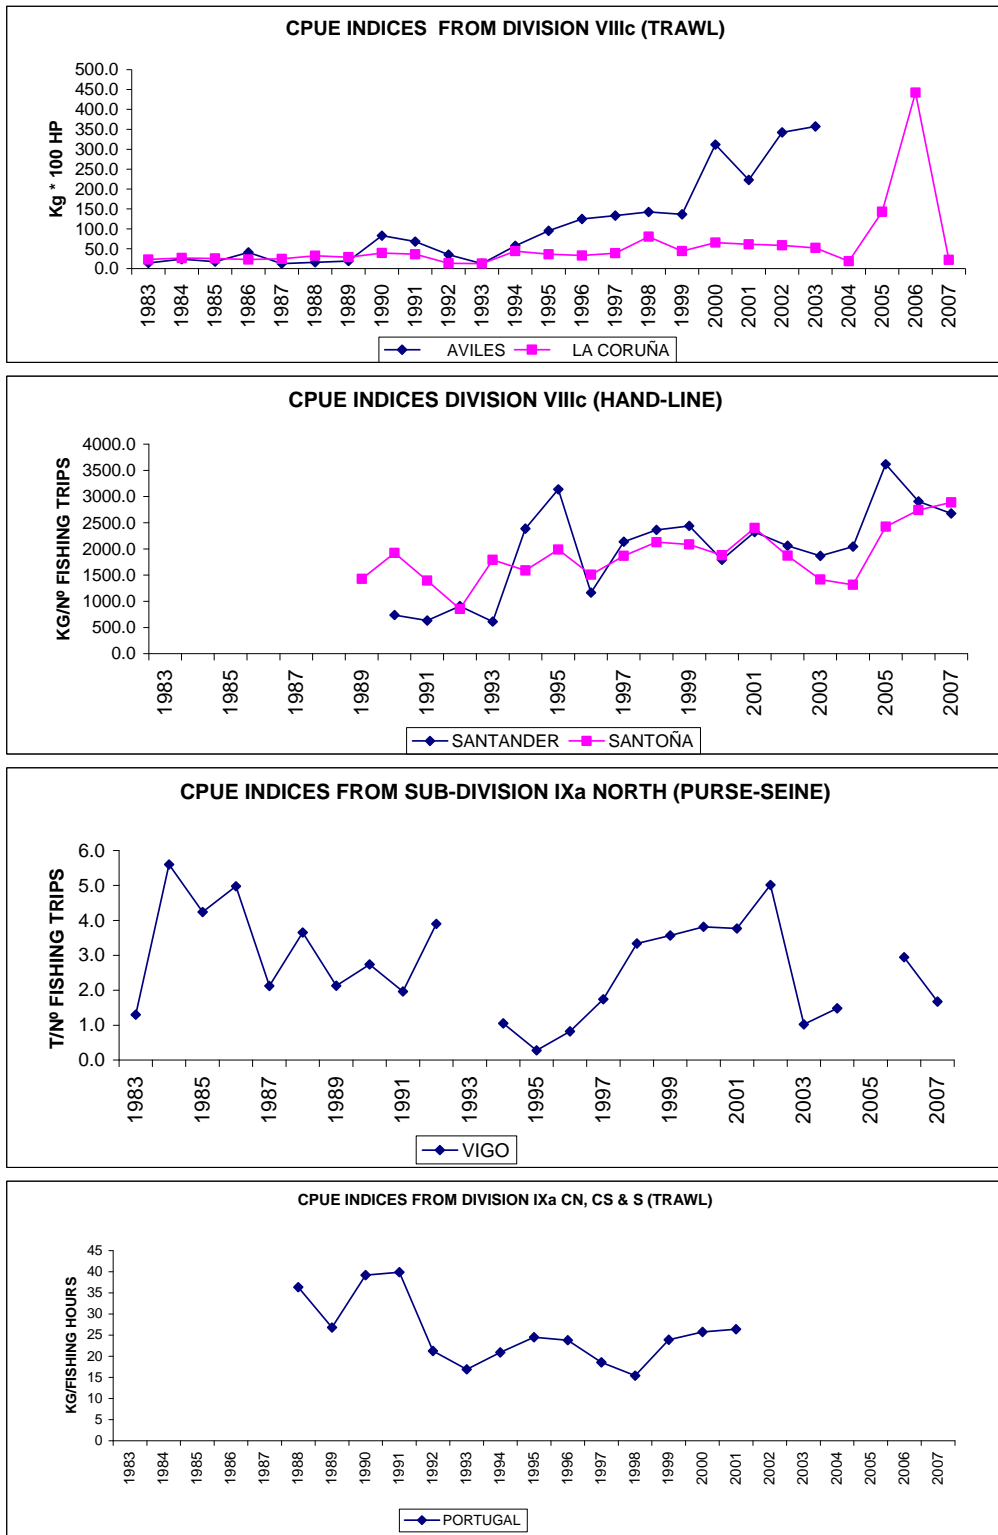 CPUE INDICES FROM DIVISION VIIIc (TRAWL)
Kg * 100 HP
500.0
450.0
400.0
350.0
300.0
250.0
200.0
150.0
100.0
50.0
0.0
1983 1984 1985 1986 1987 1988 1989 1990 1991 1992 1993 1994 1995 1996 1997 1998 1999 2000 2001 2002 2003 2004 2005 2006 2007
AVILES LA CORUÑA
CPUE INDICES DIVISION VIIIc (HAND-LINE)
KG/Nº FISHING TRIPS
4000.0
3500.0
3000.0
2500.0
2000.0
1500.0
1000.0
500.0
0.0
1983 1985 1987 1989 1991 1993 1995 1997 1999 2001 2003 2005 2007
SANTANDER SANTOÑA
CPUE INDICES FROM SUB-DIVISION IXa NORTH (PURSE-SEINE)
T/Nº FISHING TRIPS
6.0
5.0
4.0
3.0
2.0
1.0
0.0
1983 1985 1987 1989 1991 1993 1995 1997 1999 2001 2003 2005 2007
VIGO
CPUE INDICES FROM DIVISION IXa CN, CS & S (TRAWL)
KG/FISHING HOURS
45
40
35
30
25
20
15
10
5
0
1983 1984 1985 1986 1987 1988 1989 1990 1991 1992 1993 1994 1995 1996 1997 1998 1999 2000 2001 2002 2003 2004 2005 2006 2007
PORTUGAL